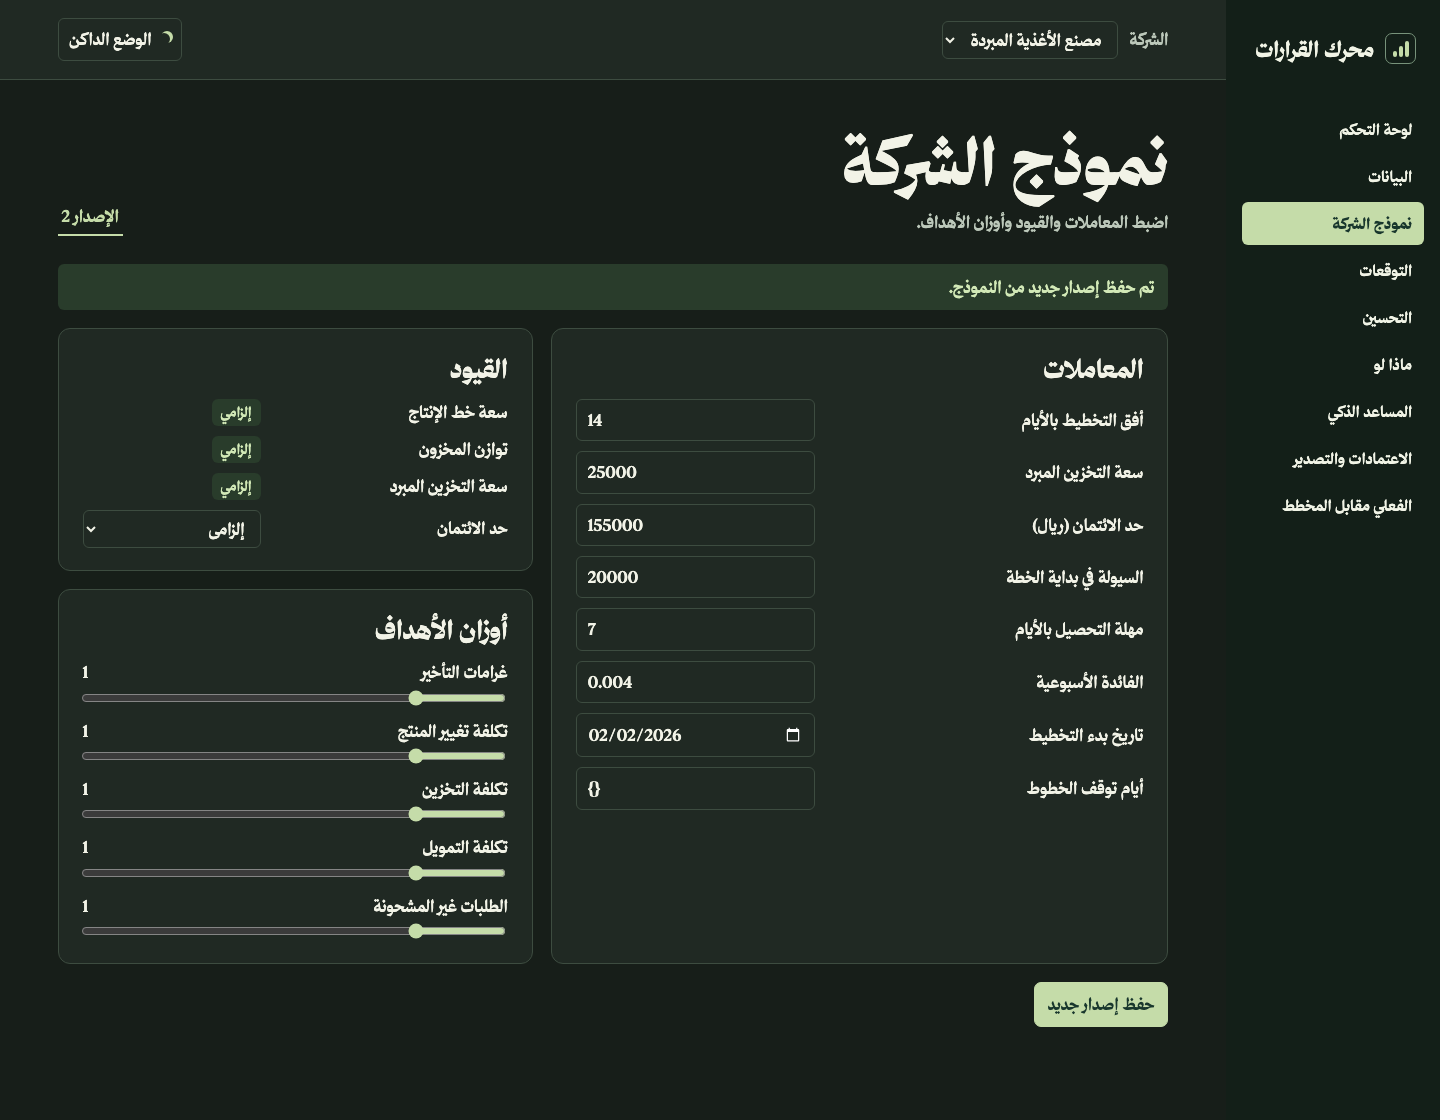 محرك القرارات
لوحة التحكم
البيانات
نموذج الشركة
التوقعات
التحسين
ماذا لو
المساعد الذكي
الاعتمادات والتصدير
الفعلي مقابل المخطط
الشركة
مصنع الأغذية المبردة
الوضع الداكن
نموذج الشركة
اضبط المعاملات والقيود وأوزان الأهداف.
الإصدار 2
تم حفظ إصدار جديد من النموذج.
المعاملات
أفق التخطيط بالأيام 14
سعة التخزين المبرد 25000
حد الائتمان (ريال) 155000
السيولة في بداية الخطة 20000
مهلة التحصيل بالأيام 7
الفائدة الأسبوعية 0.004
تاريخ بدء التخطيط 02/02/2026
أيام توقف الخطوط {}
القيود
سعة خط الإنتاج إلزامي
توازن المخزون إلزامي
سعة التخزين المبرد إلزامي
حد الائتمان إلزامي
أوزان الأهداف
غرامات التأخير 1
تكلفة تغيير المنتج 1
تكلفة التخزين 1
تكلفة التمويل 1
الطلبات غير المشحونة 1
حفظ إصدار جديد